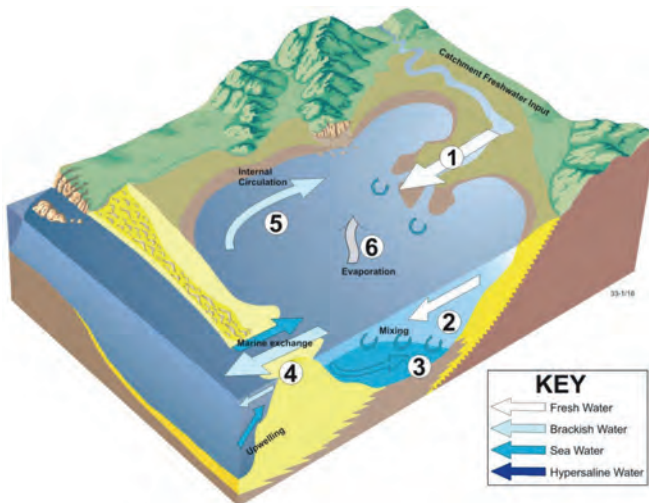 Catchment Freshwater Input
1
Internal
Circulation
5
6
Evaporation
33-1/16
2
Mixing
Marine exchange
3
4
Upwelling
KEY
Fresh Water
Brackish Water
Sea Water
Hypersaline Water